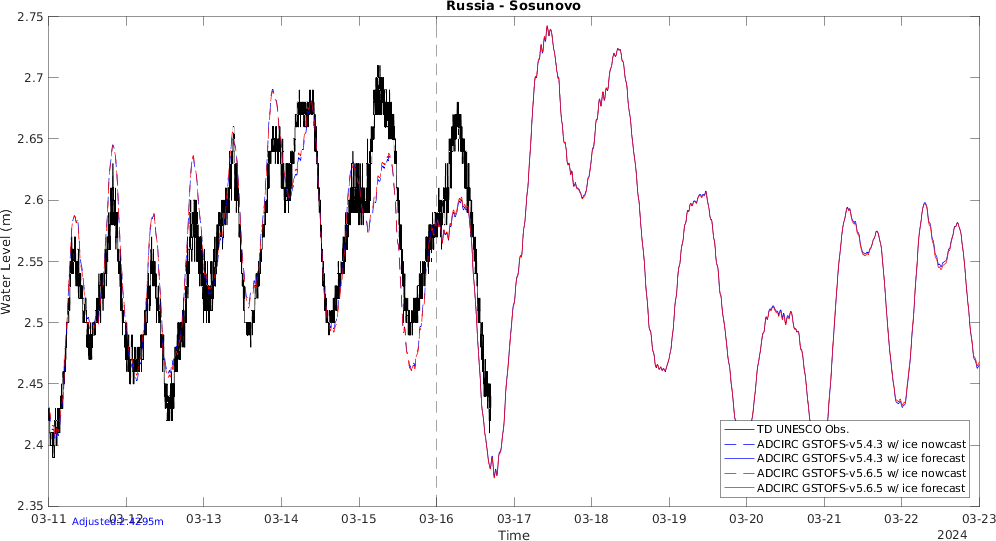 Russia - Sosunovo
2.75
2.7
2.65
2.6
2.55
2.5
2.45
2.4
2.35
Water Level (m)
TD UNESCO Obs.
ADCIRC GSTOFS-v5.4.3 w/ ice nowcast
ADCIRC GSTOFS-v5.4.3 w/ ice forecast
ADCIRC GSTOFS-v5.6.5 w/ ice nowcast
ADCIRC GSTOFS-v5.6.5 w/ ice forecast
03-11 03-12 03-13 03-14 03-15 03-16 03-17 03-18 03-19 03-20 03-21 03-22 03-23
Adjusted 2.4295m
Time
2024